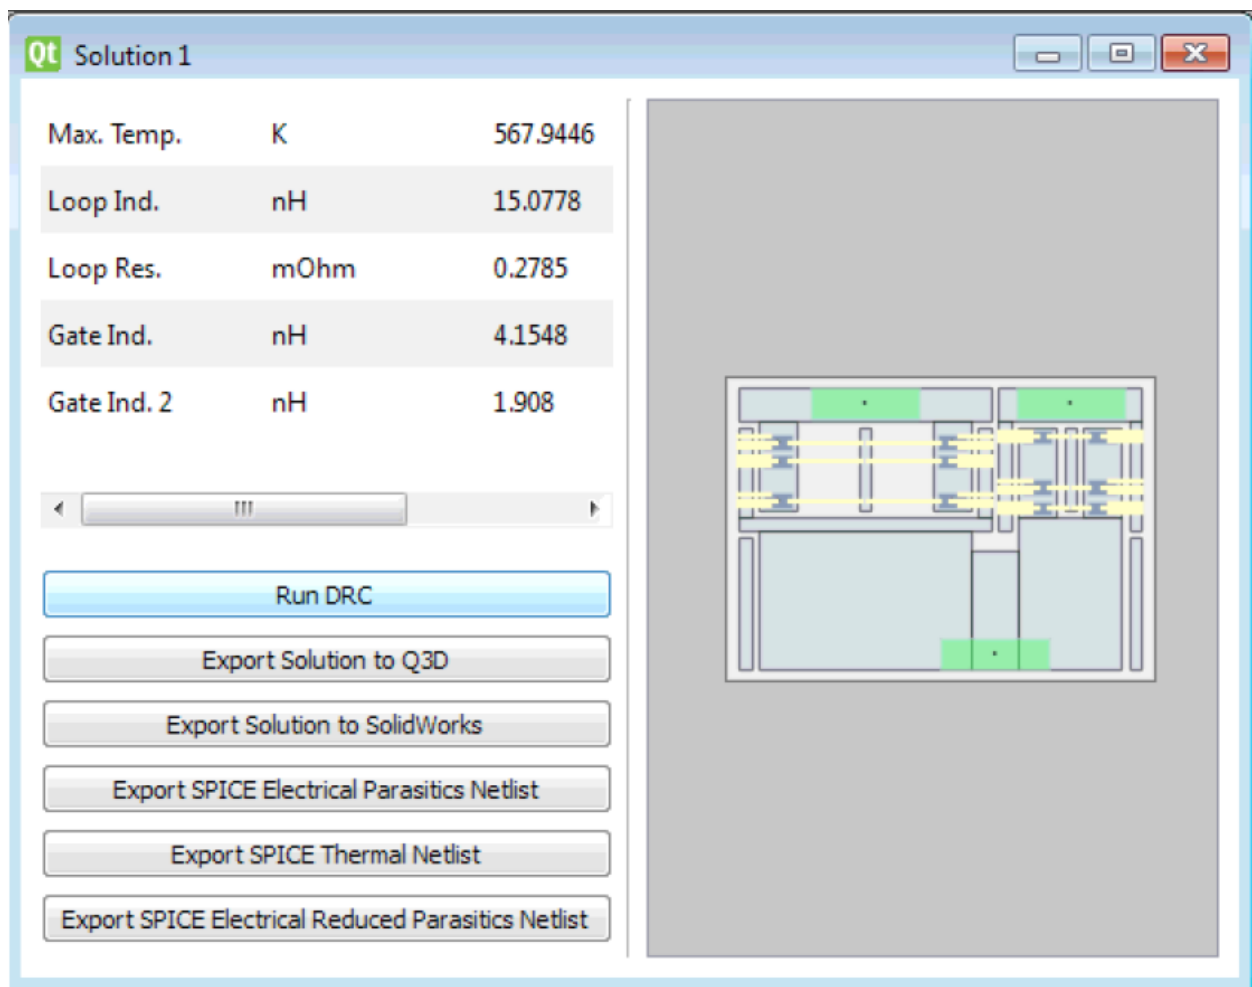 Qt Solution 1
Max. Temp. K 567.9446
Loop Ind. nH 15.0778
Loop Res. mOhm 0.2785
Gate Ind. nH 4.1548
Gate Ind. 2 nH 1.908
Run DRC
Export Solution to Q3D
Export Solution to SolidWorks
Export SPICE Electrical Parasitics Netlist
Export SPICE Thermal Netlist
Export SPICE Electrical Reduced Parasitics Netlist